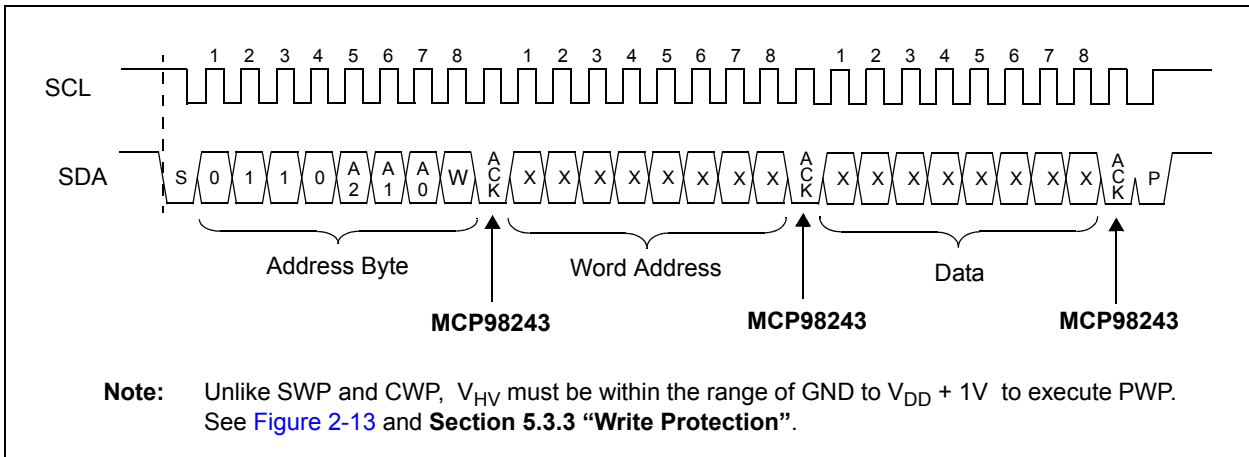 1 2 3 4 5 6 7 8 1 2 3 4 5 6 7 8 1 2 3 4 5 6 7 8
SCL
SDA S 0 1 1 0 A2 A1 A0 W ACK X X X X X X X X ACK X X X X X X X X ACK P
Address Byte Word Address Data
MCP98243 MCP98243 MCP98243
Note: Unlike SWP and CWP, VHV must be within the range of GND to VDD + 1V to execute PWP.
See Figure 2-13 and Section 5.3.3 “Write Protection”.